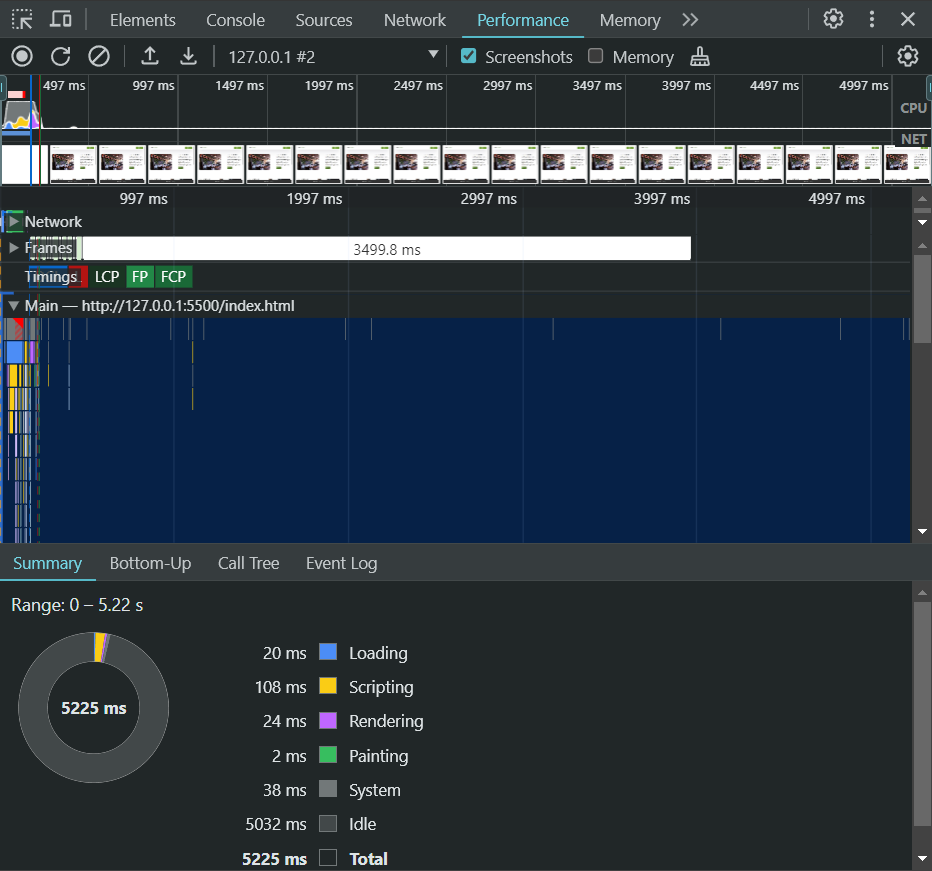 Elements Console Sources Network Performance Memory
127.0.0.1 #2 Screenshots Memory
497 ms 997 ms 1497 ms 1997 ms 2497 ms 2997 ms 3497 ms 3997 ms 4497 ms 4997 ms
CPU
NET
997 ms 1997 ms 2997 ms 3997 ms 4997 ms
Network
Frames 3499.8 ms
Timings LCP FP FCP
Main — http://127.0.0.1:5500/index.html
Summary Bottom-Up Call Tree Event Log
Range: 0 – 5.22 s
5225 ms
20 ms Loading
108 ms Scripting
24 ms Rendering
2 ms Painting
38 ms System
5032 ms Idle
5225 ms Total